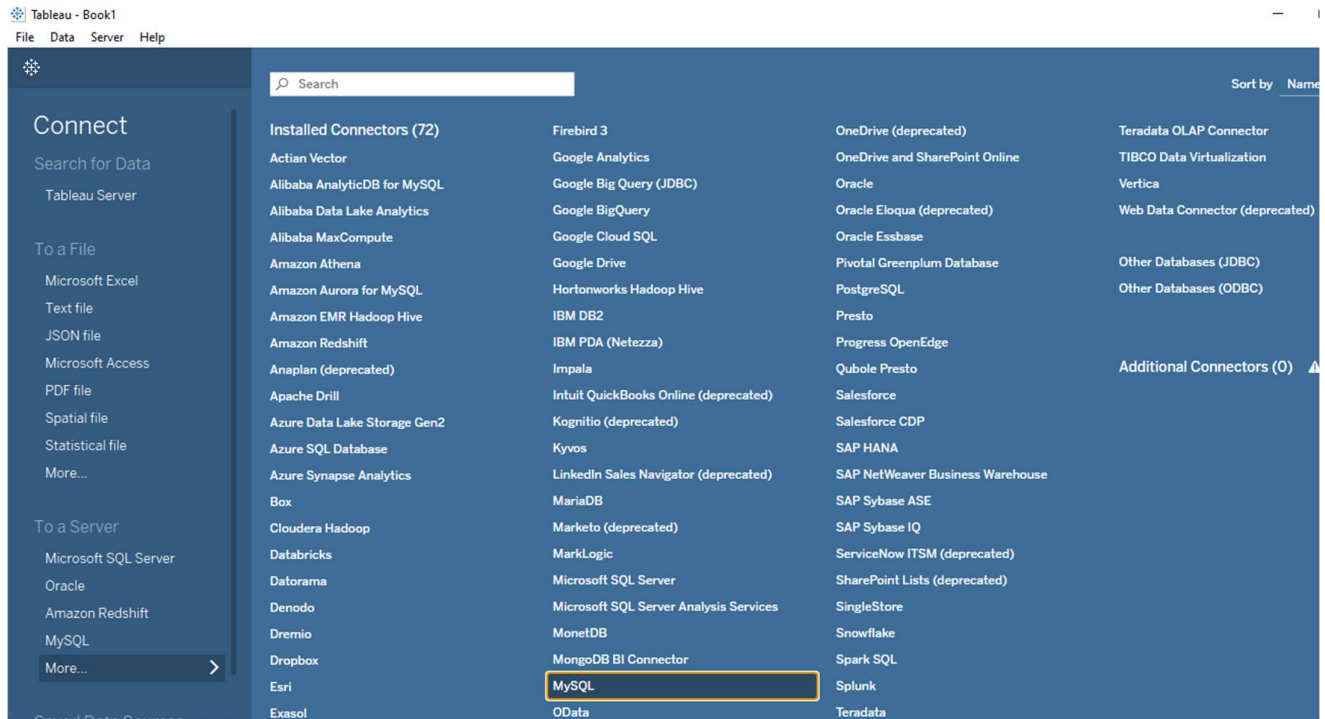 Tableau - Book1
File Data Server Help
Search
Sort by Name
Connect
Search for Data
Tableau Server
To a File
Microsoft Excel
Text file
JSON file
Microsoft Access
PDF file
Spatial file
Statistical file
More...
To a Server
Microsoft SQL Server
Oracle
Amazon Redshift
MySQL
More...
Saved Data Sources
Installed Connectors (72)
Actian Vector
Alibaba AnalyticDB for MySQL
Alibaba Data Lake Analytics
Alibaba MaxCompute
Amazon Athena
Amazon Aurora for MySQL
Amazon EMR Hadoop Hive
Amazon Redshift
Anaplan (deprecated)
Apache Drill
Azure Data Lake Storage Gen2
Azure SQL Database
Azure Synapse Analytics
Box
Cloudera Hadoop
Databricks
Datorama
Denodo
Dremio
Dropbox
Esri
Exasol
Firebird 3
Google Analytics
Google Big Query (JDBC)
Google BigQuery
Google Cloud SQL
Google Drive
Hortonworks Hadoop Hive
IBM DB2
IBM PDA (Netezza)
Impala
Intuit QuickBooks Online (deprecated)
Kognitio (deprecated)
Kyvos
LinkedIn Sales Navigator (deprecated)
MariaDB
Marketo (deprecated)
MarkLogic
Microsoft SQL Server
Microsoft SQL Server Analysis Services
MonetDB
MongoDB BI Connector
MySQL
OData
OneDrive (deprecated)
OneDrive and SharePoint Online
Oracle
Oracle Eloqua (deprecated)
Oracle Essbase
Pivotal Greenplum Database
PostgreSQL
Presto
Progress OpenEdge
Qubole Presto
Salesforce
Salesforce CDP
SAP HANA
SAP NetWeaver Business Warehouse
SAP Sybase ASE
SAP Sybase IQ
ServiceNow ITSM (deprecated)
SharePoint Lists (deprecated)
SingleStore
Snowflake
Spark SQL
Splunk
Teradata
Teradata OLAP Connector
TIBCO Data Virtualization
Vertica
Web Data Connector (deprecated)
Other Databases (JDBC)
Other Databases (ODBC)
Additional Connectors (0)